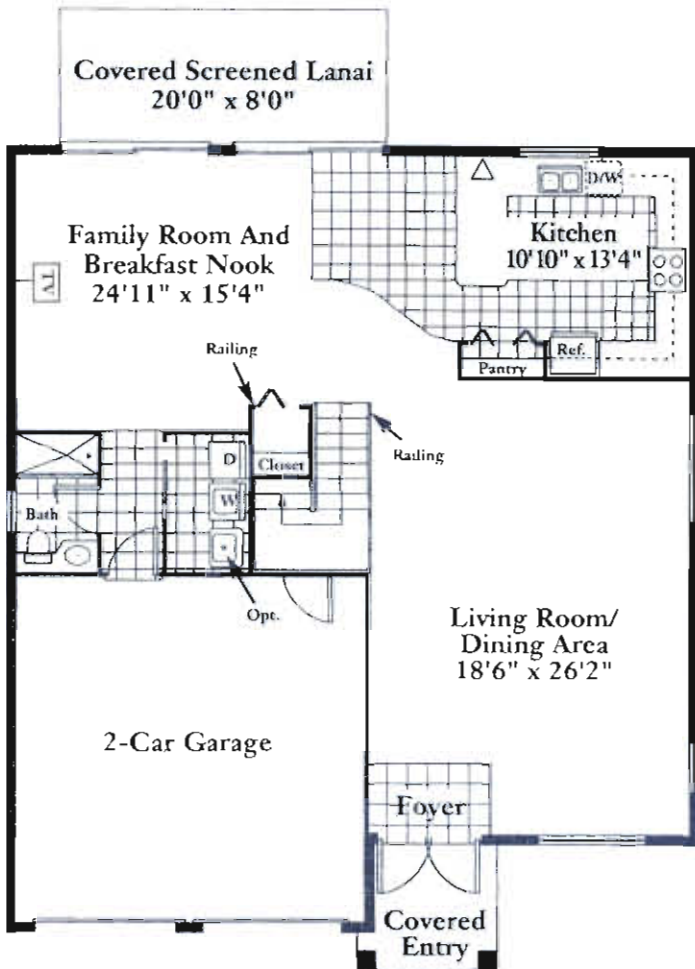 Covered Screened Lanai
20'0" x 8'0"
D/W
Family Room And
Breakfast Nook
24'11" x 15'4"
Kitchen
10'10" x 13'4"
TV
Railing
Pantry
Ref.
Railing
D
Closet
W
Bath
Opt.
Living Room/
Dining Area
18'6" x 26'2"
2-Car Garage
Foyer
Covered
Entry